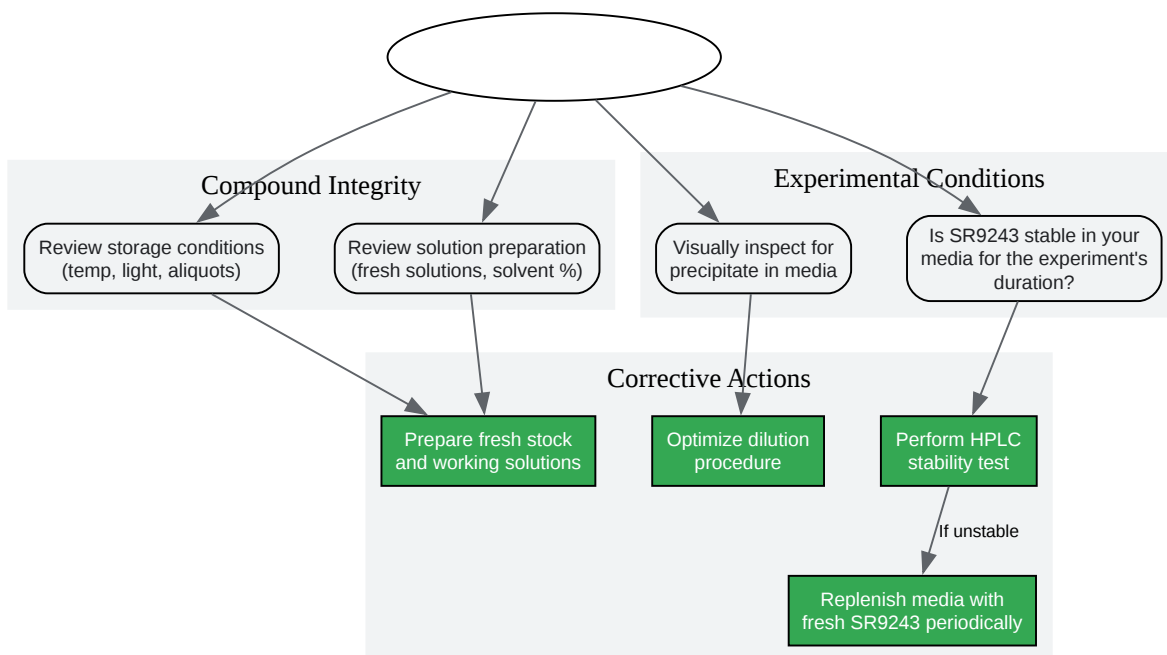 Compound Integrity
Experimental Conditions
Review storage conditions
(temp, light, aliquots)
Review solution preparation
(fresh solutions, solvent %)
Visually inspect for
precipitate in media
Is SR9243 stable in your
media for the experiment's
duration?
Corrective Actions
Prepare fresh stock
and working solutions
Optimize dilution
procedure
Perform HPLC
stability test
If unstable
Replenish media with
fresh SR9243 periodically